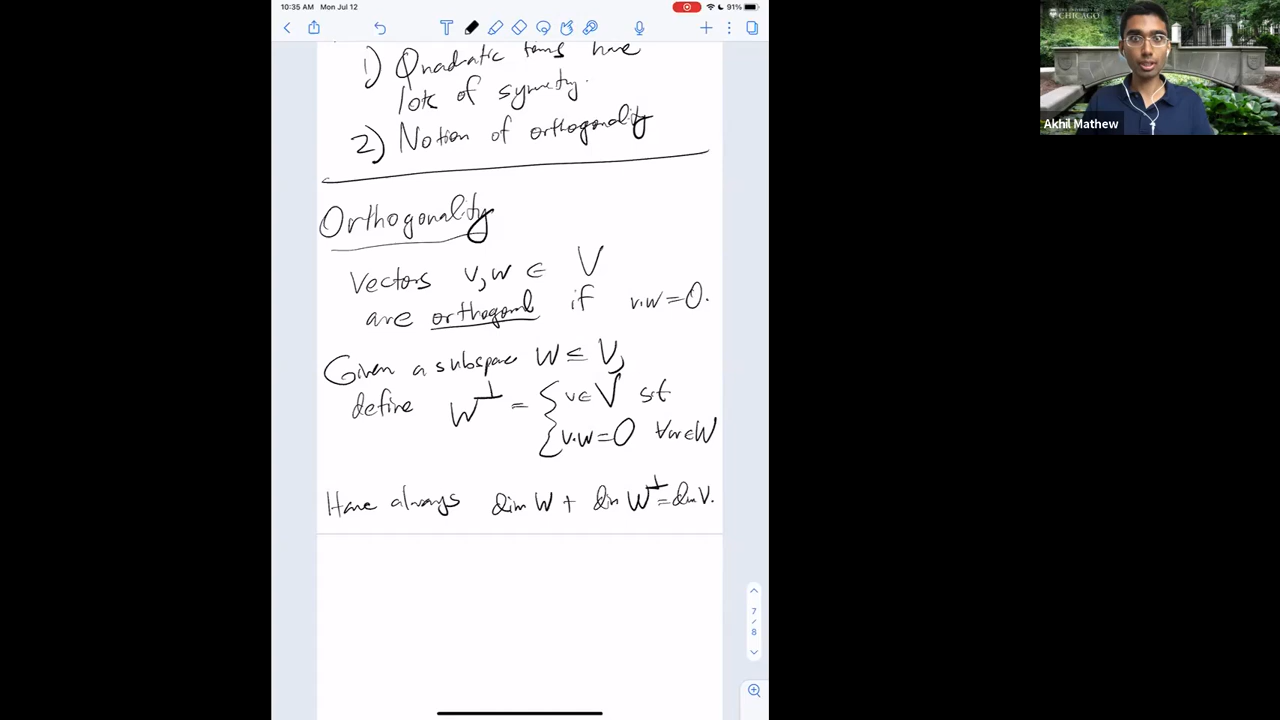 10:35 AM Mon Jul 12
91%
1) Quadratic forms have
lots of symmetry.
2) Notion of orthogonality
Orthogonality
Vectors v, w ∈ V
are orthogonal if v·w = 0.
Given a subspace W ⊆ V,
define W⊥ = { v ∈ V s.t
v·w = 0 ∀w∈W
Have always dim W + dim W⊥ = dim V.
7
/
8
THE UNIVERSITY OF
CHICAGO
Akhil Mathew